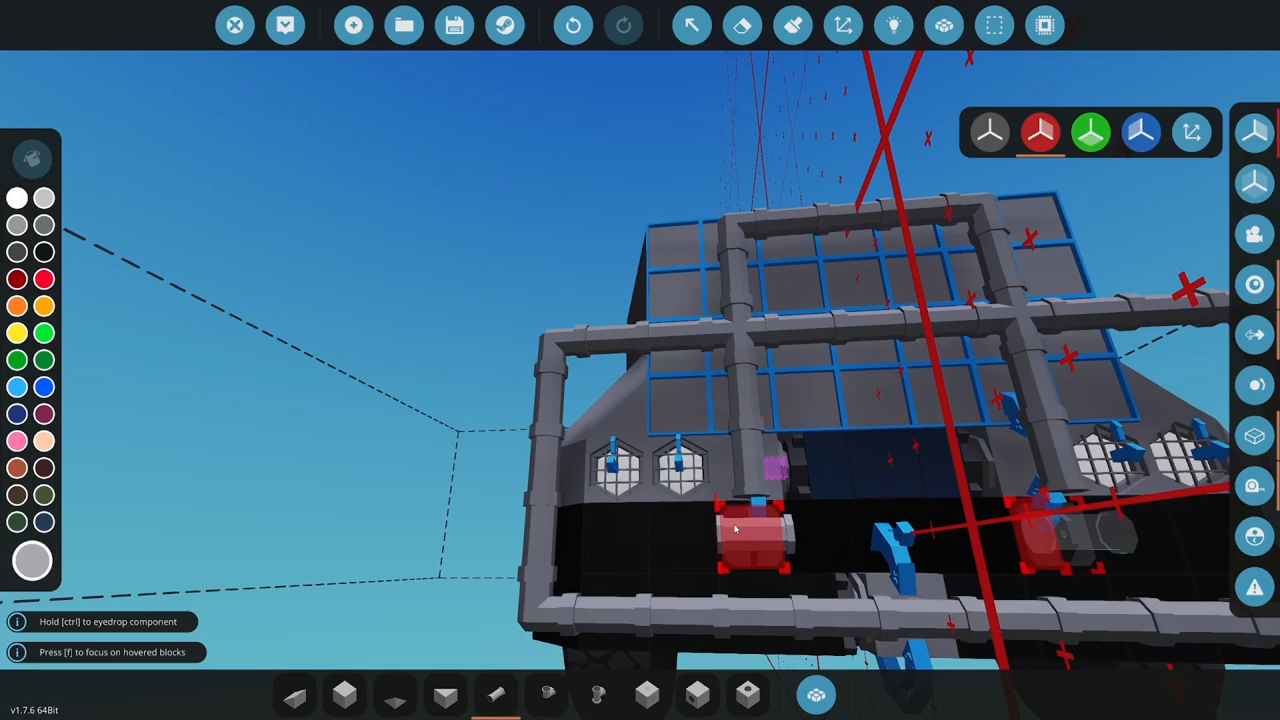 Hold [ctrl] to eyedrop component
Press [f] to focus on hovered blocks
v1.7.6 64Bit